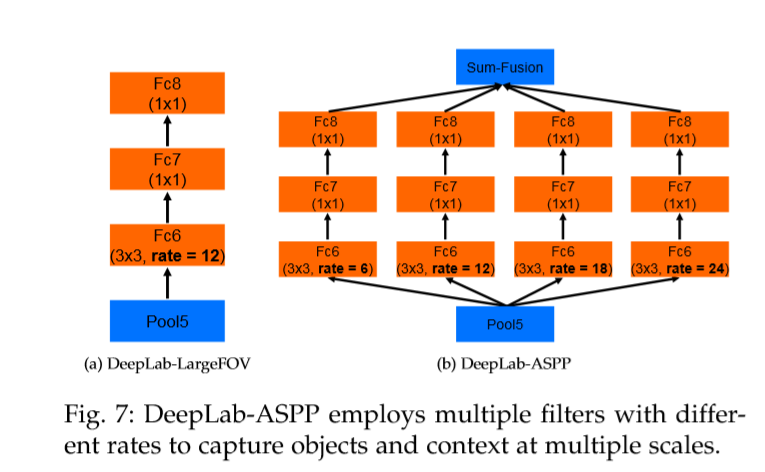 Sum-Fusion
Fc8
(1x1)
Fc8
(1x1)
Fc8
(1x1)
Fc8
(1x1)
Fc8
(1x1)
Fc7
(1x1)
Fc7
(1x1)
Fc7
(1x1)
Fc7
(1x1)
Fc7
(1x1)
Fc6
(3x3, rate = 12)
Fc6
(3x3, rate = 6)
Fc6
(3x3, rate = 12)
Fc6
(3x3, rate = 18)
Fc6
(3x3, rate = 24)
Pool5
Pool5
(a) DeepLab-LargeFOV
(b) DeepLab-ASPP
Fig. 7: DeepLab-ASPP employs multiple filters with differ-
ent rates to capture objects and context at multiple scales.